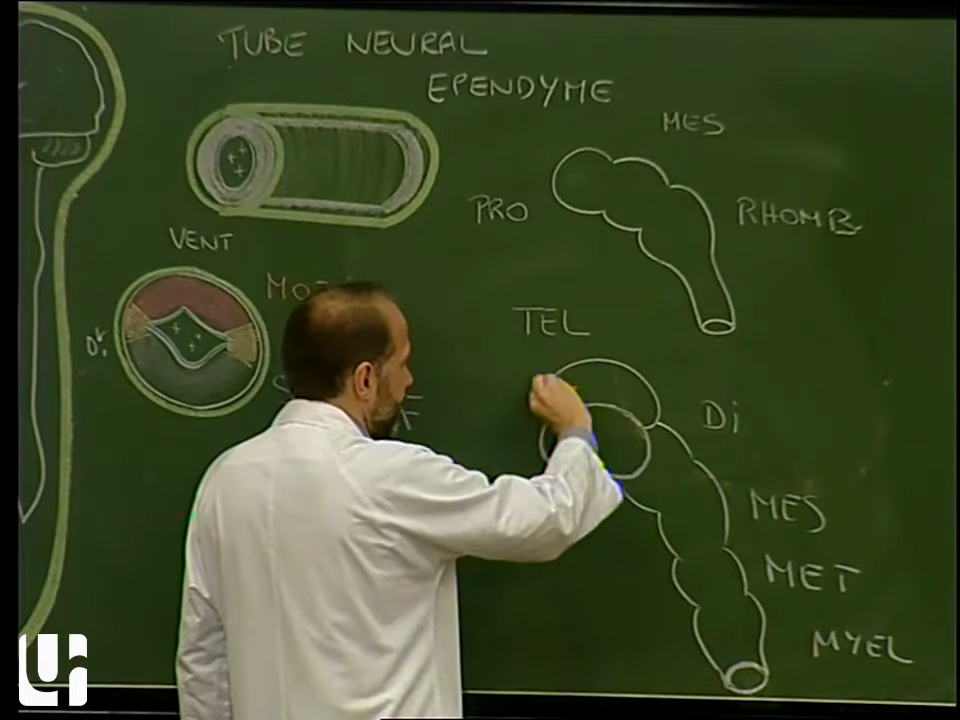 TUBE NEURAL
EPENDYME
MES
PRO
RHOMB
VENT
TEL
Di
MES
MET
MYEL